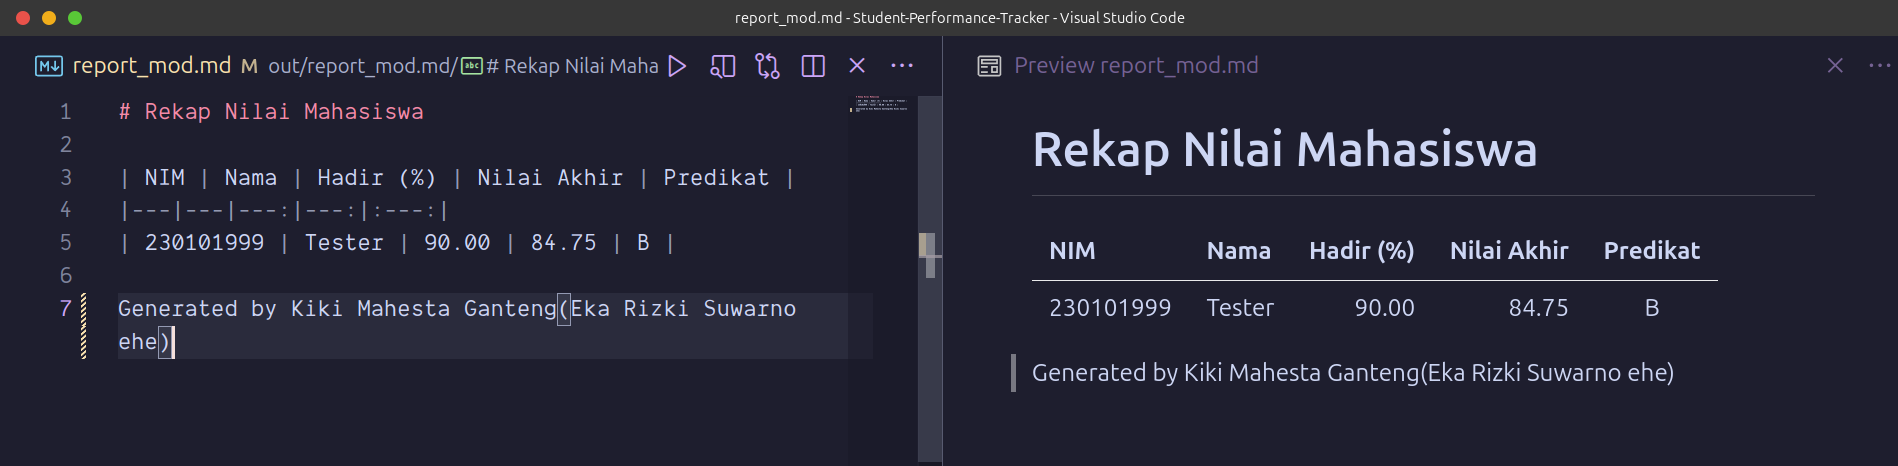 report_mod.md - Student-Performance-Tracker - Visual Studio Code
report_mod.md M out/report_mod.md/ abc # Rekap Nilai Maha
1 # Rekap Nilai Mahasiswa
2
3 | NIM | Nama | Hadir (%) | Nilai Akhir | Predikat |
4 |---|---|---:|---:|:---:|
5 | 230101999 | Tester | 90.00 | 84.75 | B |
6
7 Generated by Kiki Mahesta Ganteng(Eka Rizki Suwarno
ehe)
Preview report_mod.md
Rekap Nilai Mahasiswa
NIM Nama Hadir (%) Nilai Akhir Predikat
230101999 Tester 90.00 84.75 B
Generated by Kiki Mahesta Ganteng(Eka Rizki Suwarno ehe)